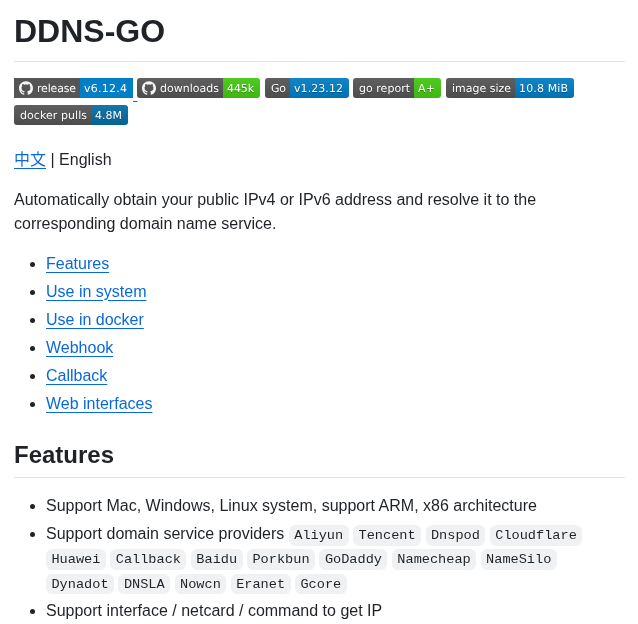 DDNS-GO
release v6.12.4 downloads 445k Go v1.23.12 go report A+ image size 10.8 MiB
docker pulls 4.8M
中文 | English
Automatically obtain your public IPv4 or IPv6 address and resolve it to the
corresponding domain name service.
Features
Use in system
Use in docker
Webhook
Callback
Web interfaces
Features
Support Mac, Windows, Linux system, support ARM, x86 architecture
Support domain service providers Aliyun Tencent Dnspod Cloudflare
Huawei Callback Baidu Porkbun GoDaddy Namecheap NameSilo
Dynadot DNSLA Nowcn Eranet Gcore
Support interface / netcard / command to get IP